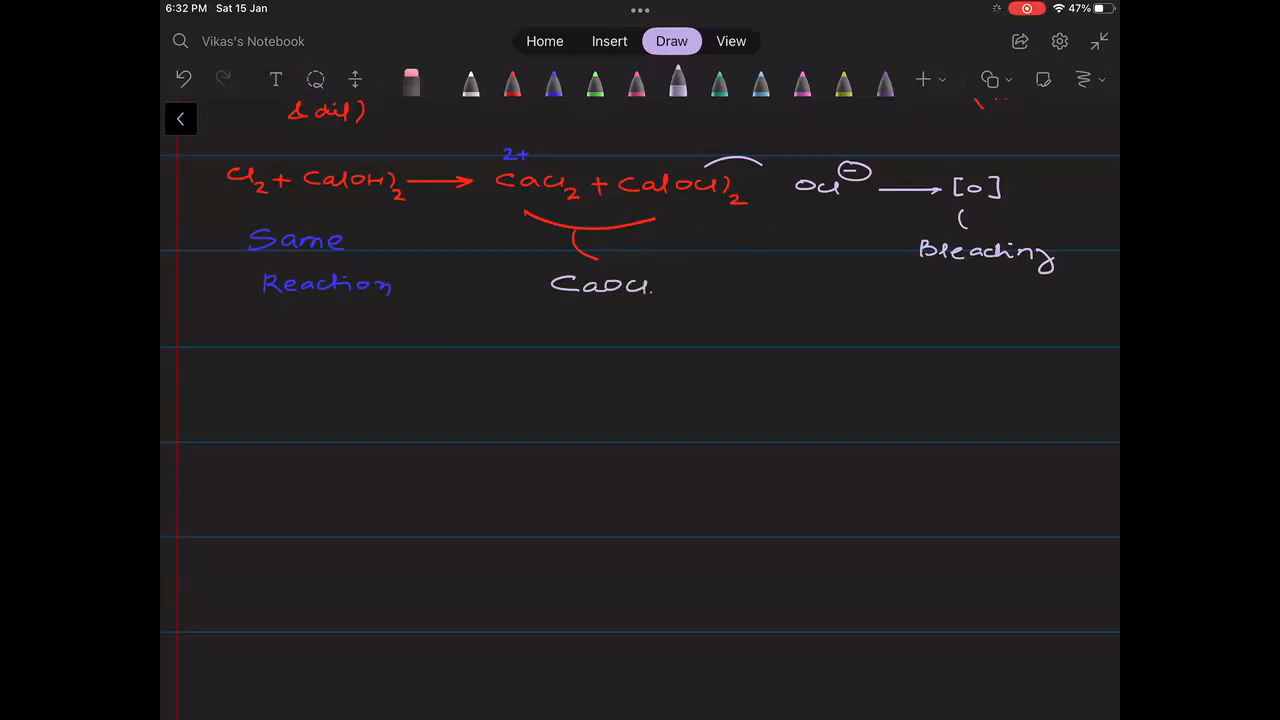 6:32 PM Sat 15 Jan
47%
Vikas's Notebook
Home Insert Draw View
& dil)
Cl₂ + Ca(OH)₂ → CaCl₂ + Ca(OCl)₂ OCl⊖ → [O]
2+
Same
Bleaching
Reaction
CaOCl